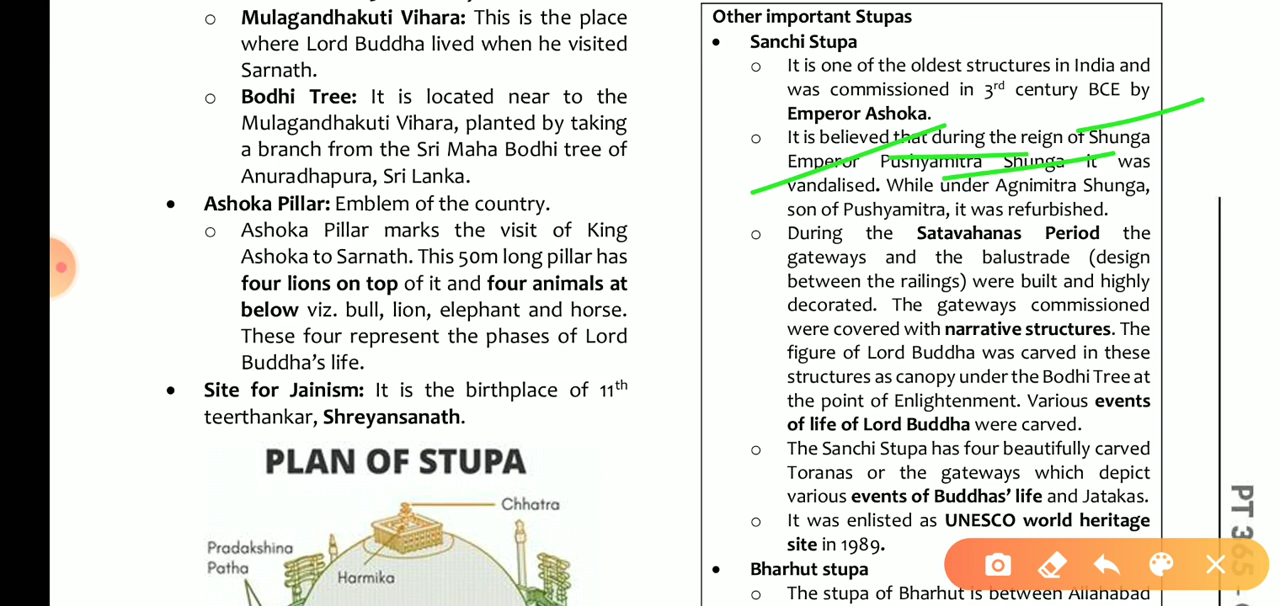 o Mulagandhakuti Vihara: This is the place
where Lord Buddha lived when he visited
Sarnath.
o Bodhi Tree: It is located near to the
Mulagandhakuti Vihara, planted by taking
a branch from the Sri Maha Bodhi tree of
Anuradhapura, Sri Lanka.
• Ashoka Pillar: Emblem of the country.
o Ashoka Pillar marks the visit of King
Ashoka to Sarnath. This 50m long pillar has
four lions on top of it and four animals at
below viz. bull, lion, elephant and horse.
These four represent the phases of Lord
Buddha's life.
• Site for Jainism: It is the birthplace of 11th
teerthankar, Shreyansanath.
PLAN OF STUPA
Chhatra
Pradakshina
Patha
Harmika
Other important Stupas
• Sanchi Stupa
o It is one of the oldest structures in India and
was commissioned in 3rd century BCE by
Emperor Ashoka.
o It is believed that during the reign of Shunga
Emperor Pushyamitra Shunga it was
vandalised. While under Agnimitra Shunga,
son of Pushyamitra, it was refurbished.
o During the Satavahanas Period the
gateways and the balustrade (design
between the railings) were built and highly
decorated. The gateways commissioned
were covered with narrative structures. The
figure of Lord Buddha was carved in these
structures as canopy under the Bodhi Tree at
the point of Enlightenment. Various events
of life of Lord Buddha were carved.
o The Sanchi Stupa has four beautifully carved
Toranas or the gateways which depict
various events of Buddhas' life and Jatakas.
o It was enlisted as UNESCO world heritage
site in 1989.
• Bharhut stupa
o The stupa of Bharhut is between Allahabad
PT 365 -